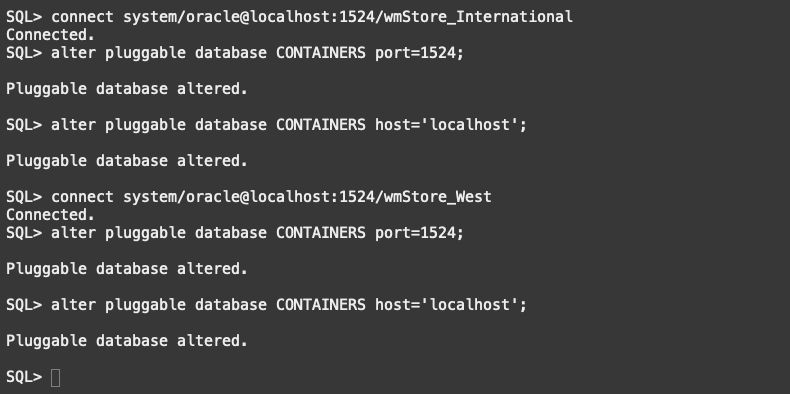 SQL> connect system/oracle@localhost:1524/wmStore_International
Connected.
SQL> alter pluggable database CONTAINERS port=1524;
Pluggable database altered.
SQL> alter pluggable database CONTAINERS host='localhost';
Pluggable database altered.
SQL> connect system/oracle@localhost:1524/wmStore_West
Connected.
SQL> alter pluggable database CONTAINERS port=1524;
Pluggable database altered.
SQL> alter pluggable database CONTAINERS host='localhost';
Pluggable database altered.
SQL>